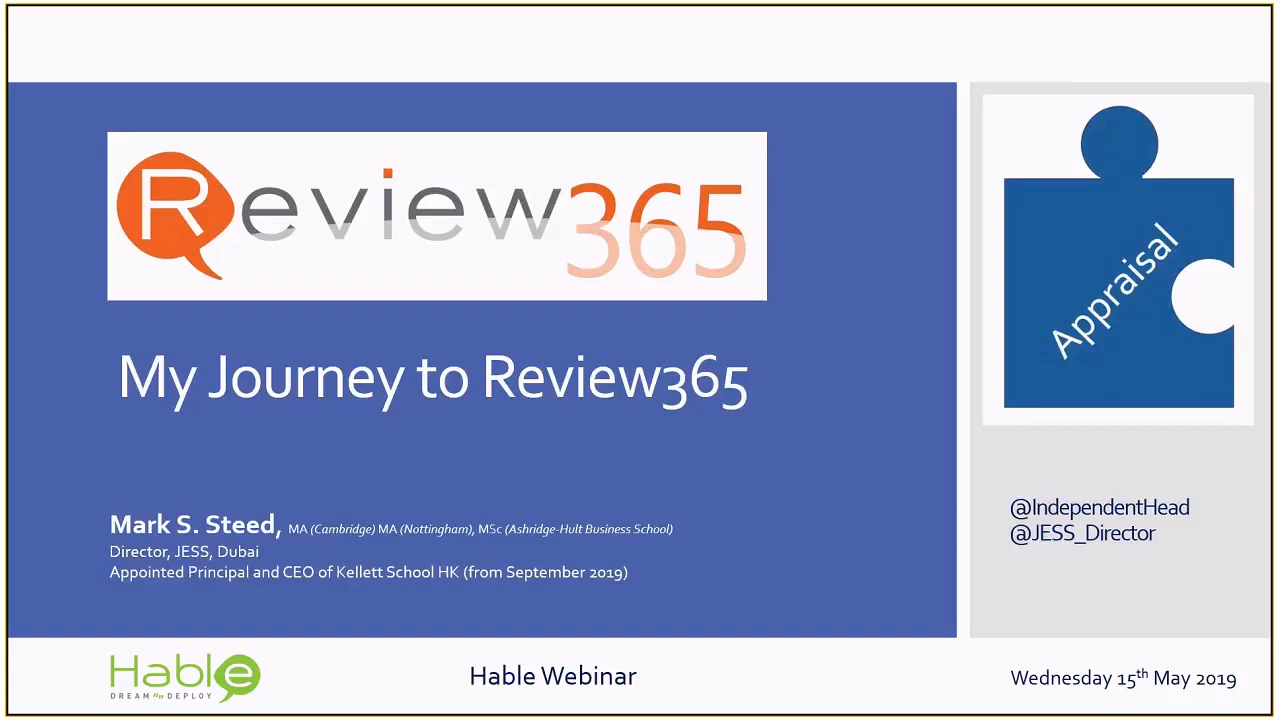 Review365
Appraisal
My Journey to Review365
Mark S. Steed, MA (Cambridge) MA (Nottingham), MSc (Ashridge-Hult Business School)
Director, JESS, Dubai
Appointed Principal and CEO of Kellett School HK (from September 2019)
@IndependentHead
@JESS_Director
Hable
DREAM an DEPLOY
Hable Webinar
Wednesday 15th May 2019